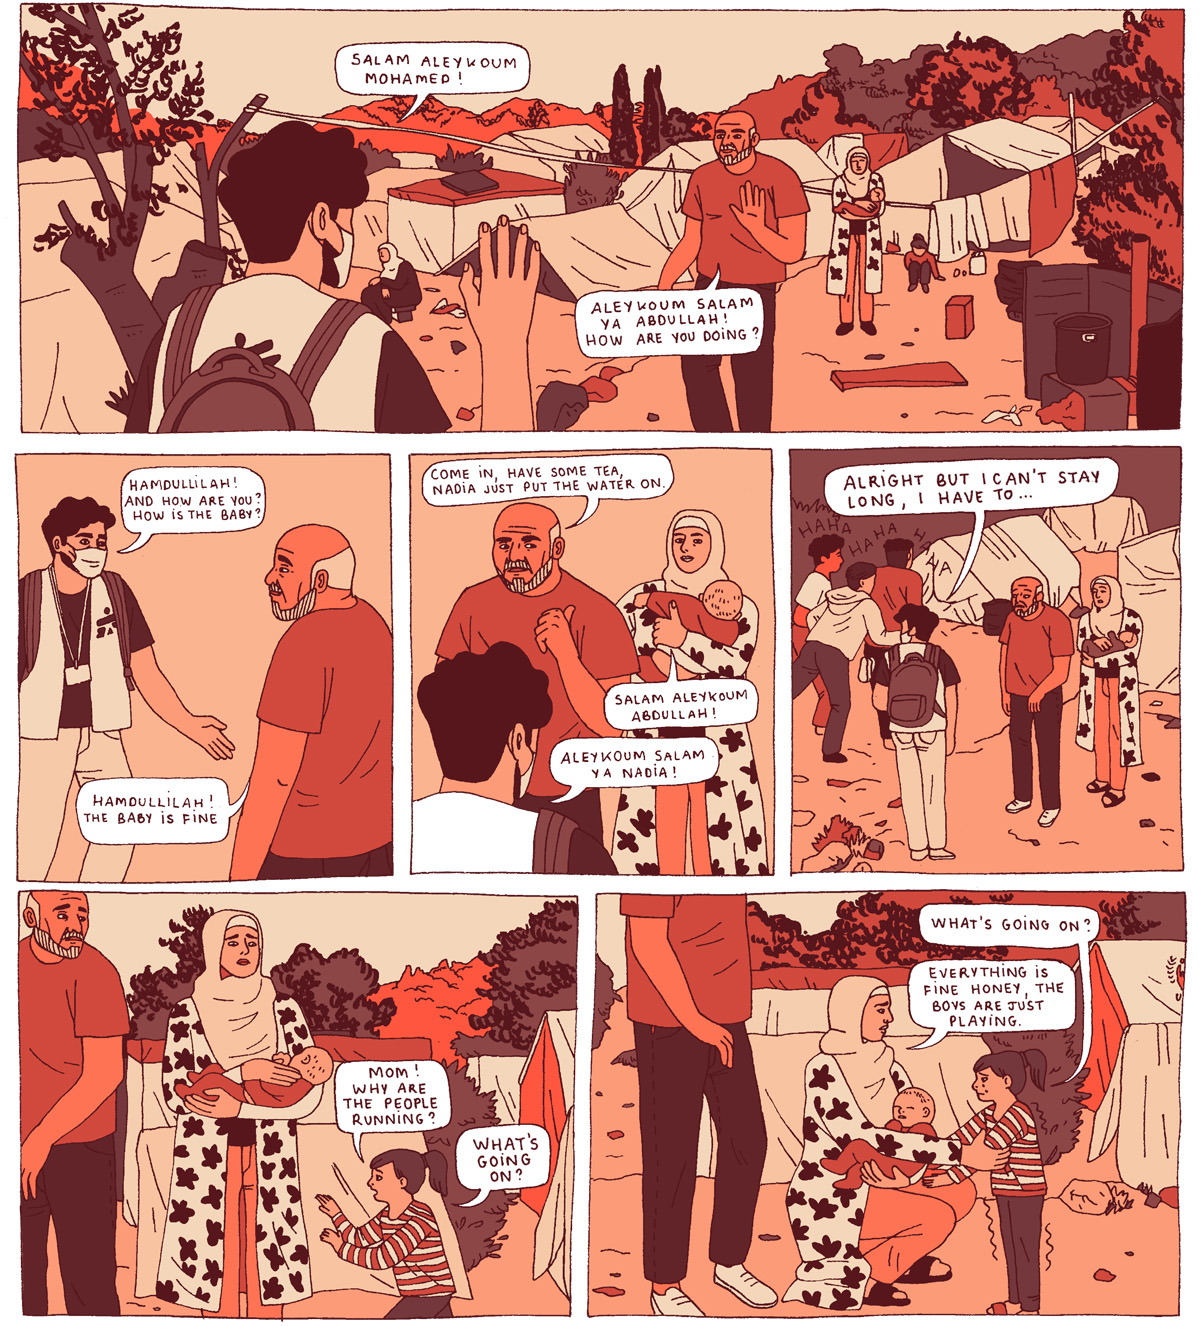 SALAM ALEYKOUM
MOHAMED!
ALEYKOUM SALAM
YA ABDULLAH!
HOW ARE YOU DOING?
HAMDULLILAH!
AND HOW ARE YOU?
HOW IS THE BABY?
HAMDULLILAH!
THE BABY IS FINE
COME IN, HAVE SOME TEA,
NADIA JUST PUT THE WATER ON.
SALAM ALEYKOUM
ABDULLAH!
ALEYKOUM SALAM
YA NADIA!
ALRIGHT BUT I CAN'T STAY
LONG, I HAVE TO...
HAHA
HA HA H
AHA
MOM!
WHY ARE
THE PEOPLE
RUNNING?
WHAT'S
GOING
ON?
WHAT'S GOING ON?
EVERYTHING IS
FINE HONEY, THE
BOYS ARE JUST
PLAYING.